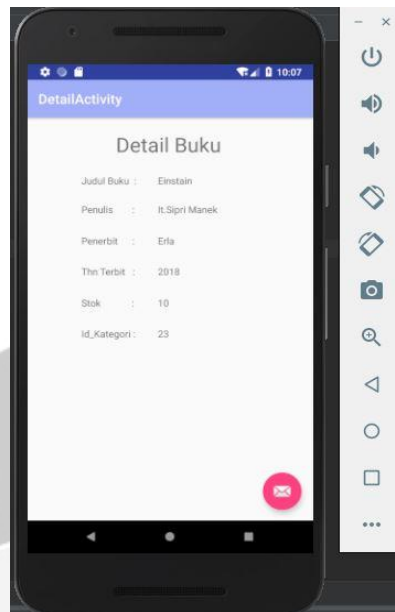 10:07
DetailActivity
Detail Buku
Judul Buku : Einstain
Penulis : It.Sipri Manek
Penerbit : Erla
Thn Terbit : 2018
Stok : 10
Id_Kategori : 23